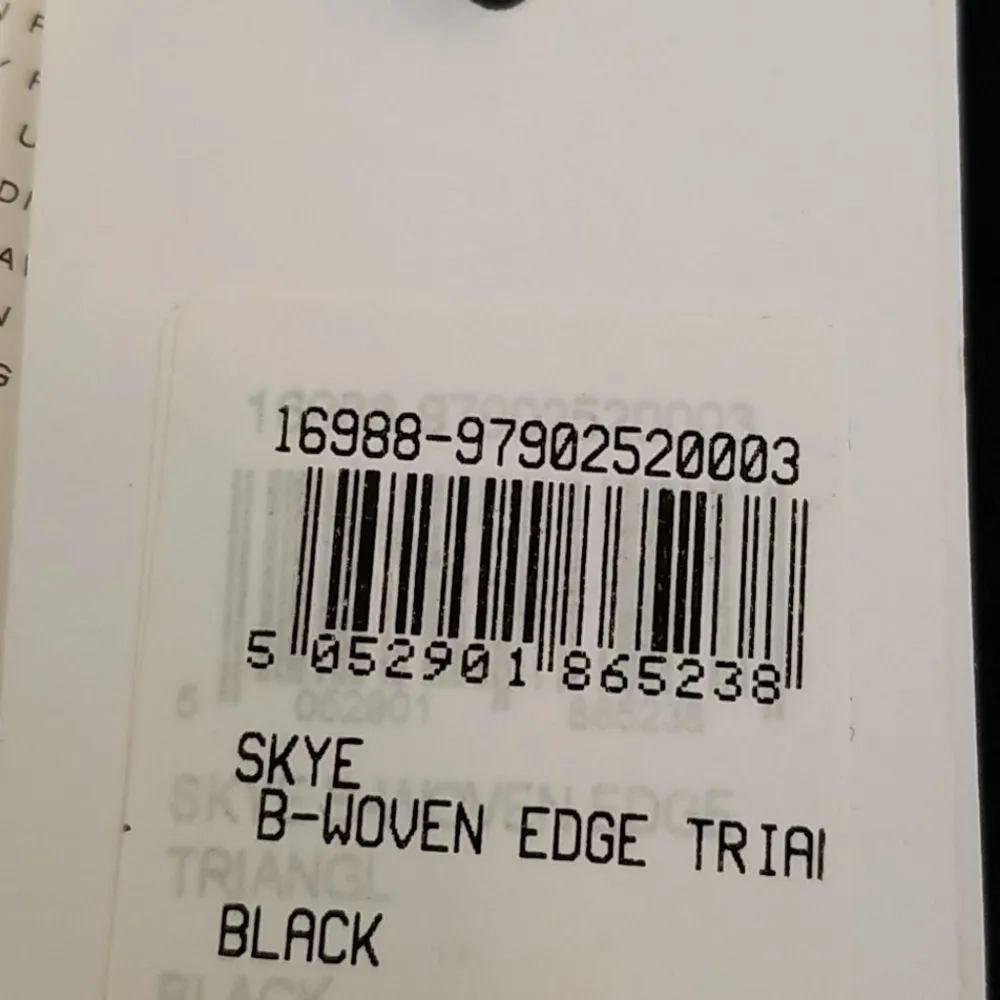 16988-97902520003
5 052901 865238
SKYE
B-WOVEN EDGE TRIAI
BLACK